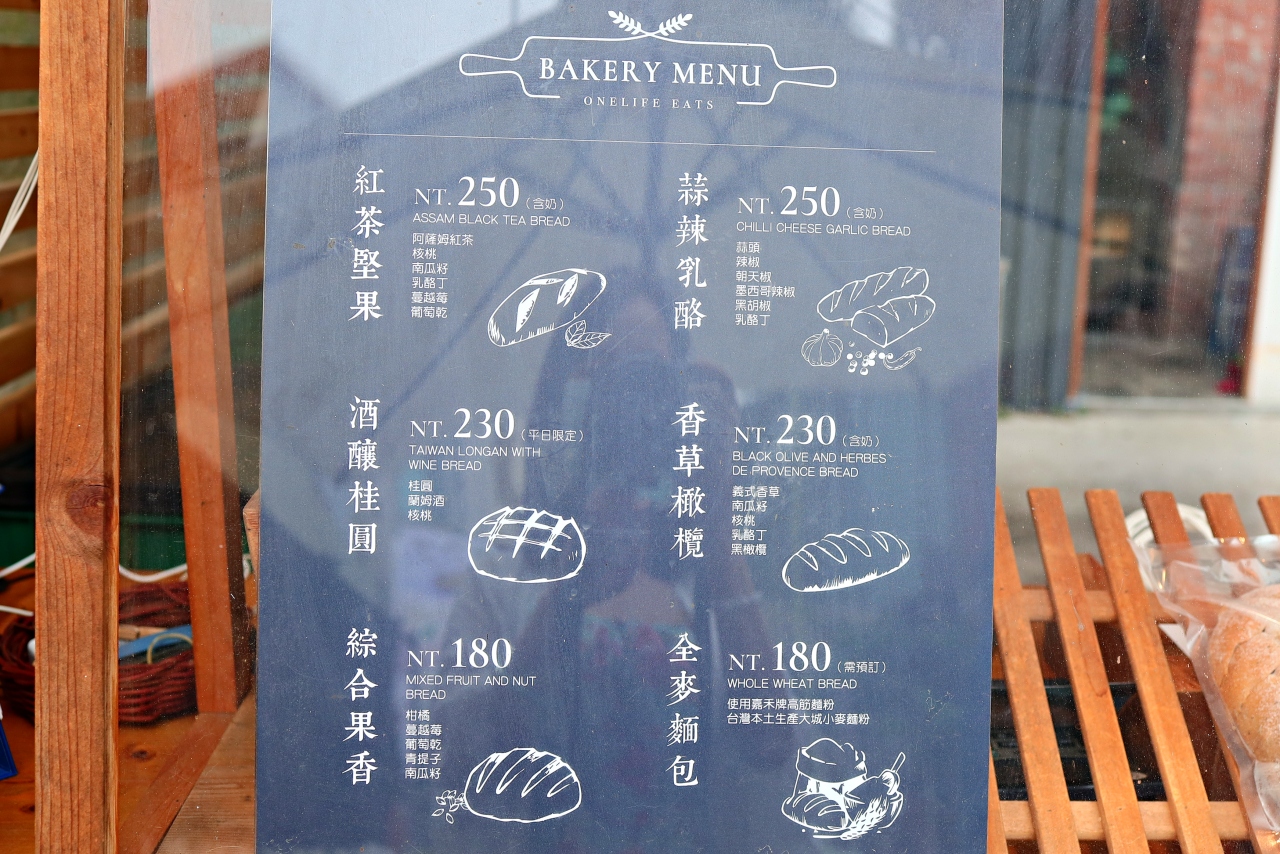 BAKERY MENU
ONELIFE EATS
紅茶堅果
NT. 250（含奶）
ASSAM BLACK TEA BREAD
阿薩姆紅茶
核桃
南瓜籽
乳酪丁
蔓越莓
葡萄乾
蒜辣乳酪
NT. 250（含奶）
CHILLI CHEESE GARLIC BREAD
蒜頭
辣椒
朝天椒
墨西哥辣椒
黑胡椒
乳酪丁
酒釀桂圓
NT. 230（平日限定）
TAIWAN LONGAN WITH
WINE BREAD
桂圓
蘭姆酒
核桃
香草橄欖
NT. 230（含奶）
BLACK OLIVE AND HERBES
DE PROVENCE BREAD
義式香草
南瓜籽
核桃
乳酪丁
黑橄欖
綜合果香
NT. 180
MIXED FRUIT AND NUT
BREAD
柑橘
蔓越莓
葡萄乾
青提子
南瓜籽
全麥麵包
NT. 180（需預訂）
WHOLE WHEAT BREAD
使用嘉禾牌高筋麵粉
台灣本土生產大城小麥麵粉